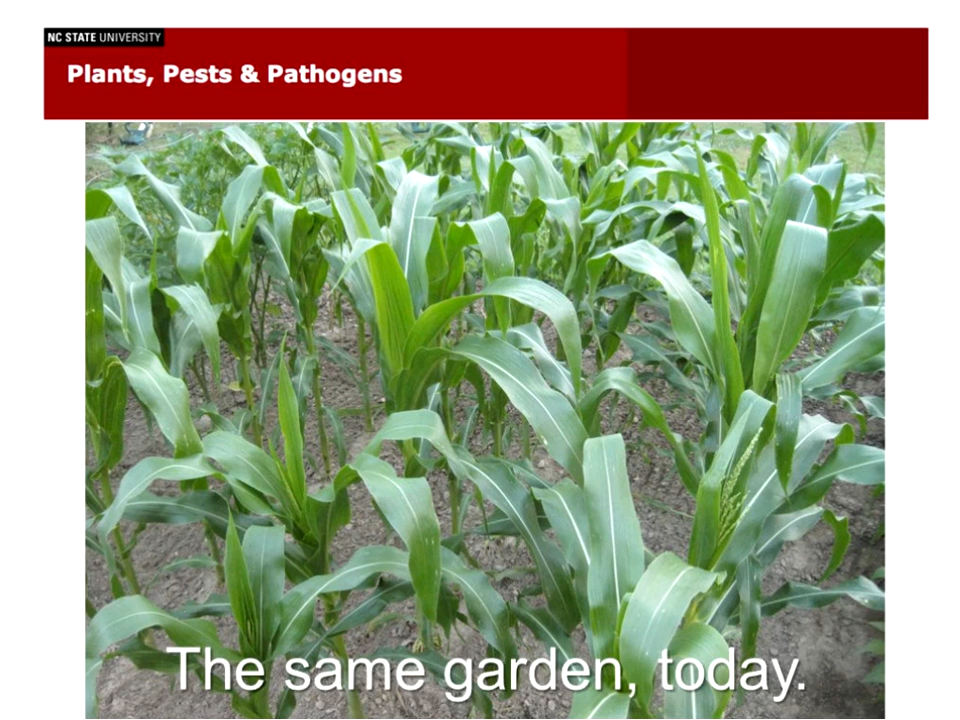 NC STATE UNIVERSITY
Plants, Pests & Pathogens
The same garden, today.